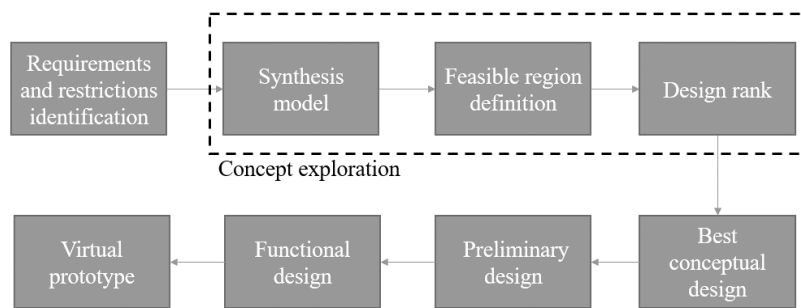 Requirements
and restrictions
identification
Synthesis
model
Feasible region
definition
Design rank
Concept exploration
Virtual
prototype
Functional
design
Preliminary
design
Best
conceptual
design